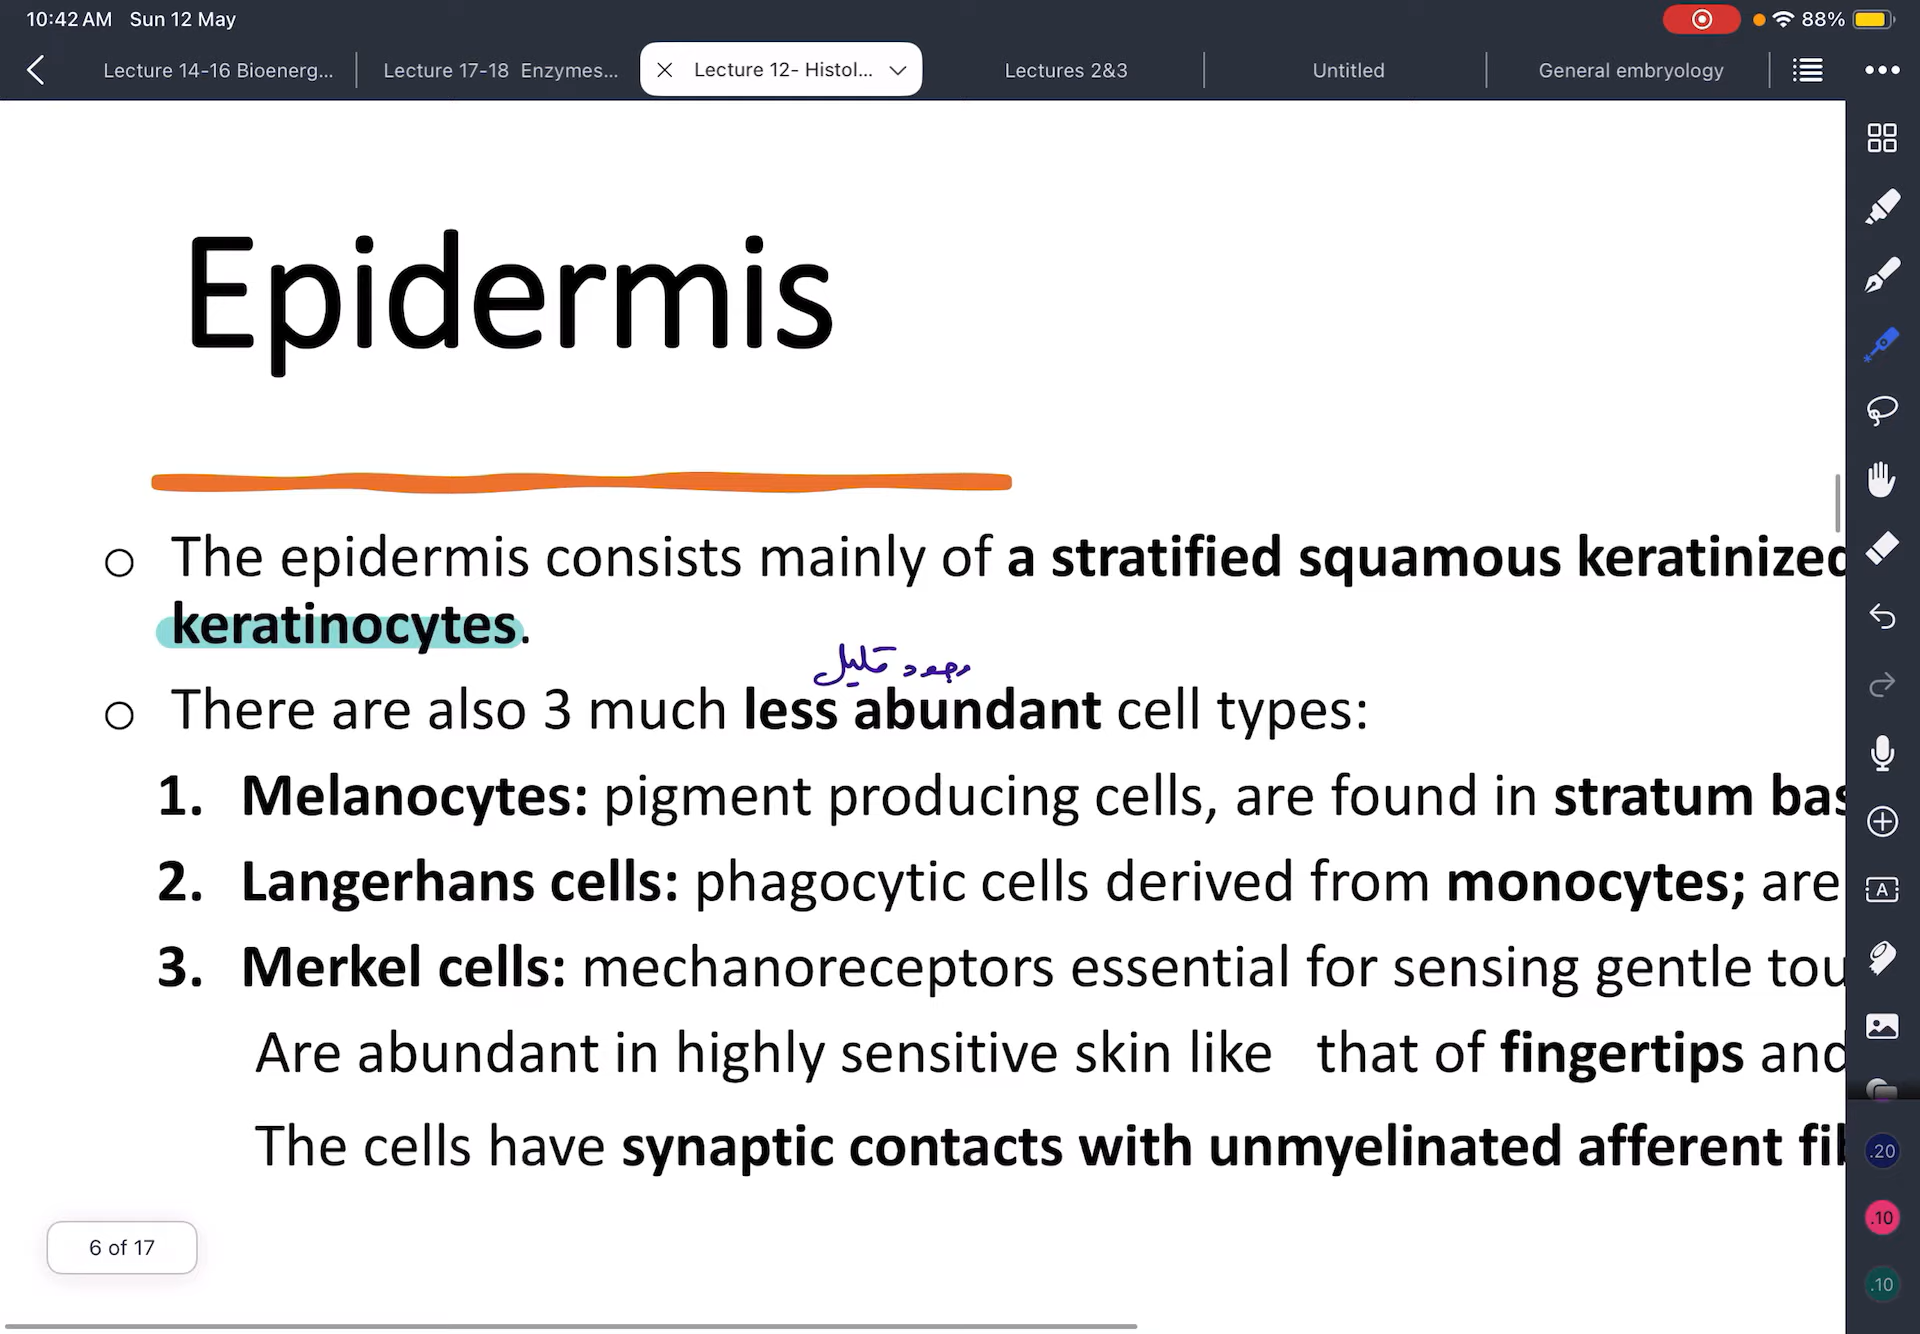 10:42 AM Sun 12 May
88%
Lecture 14-16 Bioenerg...
Lecture 17-18 Enzymes...
Lecture 12- Histol...
Lectures 2&3
Untitled
General embryology
Epidermis
The epidermis consists mainly of a stratified squamous keratinized
keratinocytes.
وجود قليل
There are also 3 much less abundant cell types:
1. Melanocytes: pigment producing cells, are found in stratum bas
2. Langerhans cells: phagocytic cells derived from monocytes; are
3. Merkel cells: mechanoreceptors essential for sensing gentle tou
Are abundant in highly sensitive skin like that of fingertips and
The cells have synaptic contacts with unmyelinated afferent fib
6 of 17
A
.20
.10
.10